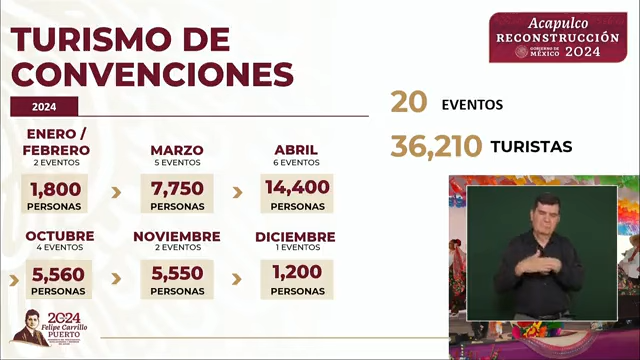 TURISMO DE
CONVENCIONES
2024
Acapulco
RECONSTRUCCIÓN
GOBIERNO DE
MÉXICO 2024
20 EVENTOS
36,210 TURISTAS
ENERO /
FEBRERO
2 EVENTOS
1,800
PERSONAS
MARZO
5 EVENTOS
7,750
PERSONAS
ABRIL
6 EVENTOS
14,400
PERSONAS
OCTUBRE
4 EVENTOS
5,560
PERSONAS
NOVIEMBRE
2 EVENTOS
5,550
PERSONAS
DICIEMBRE
1 EVENTOS
1,200
PERSONAS
2024
Felipe Carrillo
PUERTO